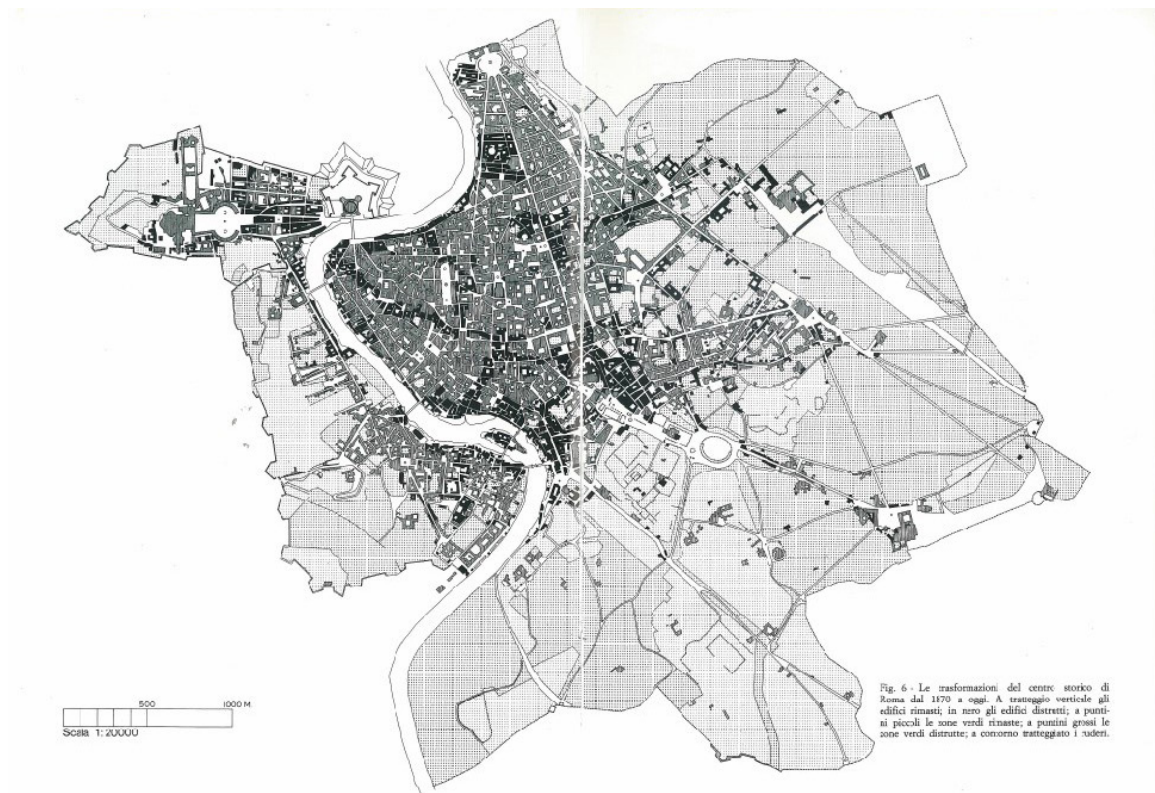 500
1000 M.
Scala 1:20000
Fig. 6 - Le trasformazioni del centro storico di
Roma dal 1870 a oggi. A tratteggio verticale gli
edifici rimasti; in nero gli edifici distrutti; a punti-
ni piccoli le zone verdi rimaste; a puntini grossi le
zone verdi distrutte; a contorno tratteggiato i ruderi.